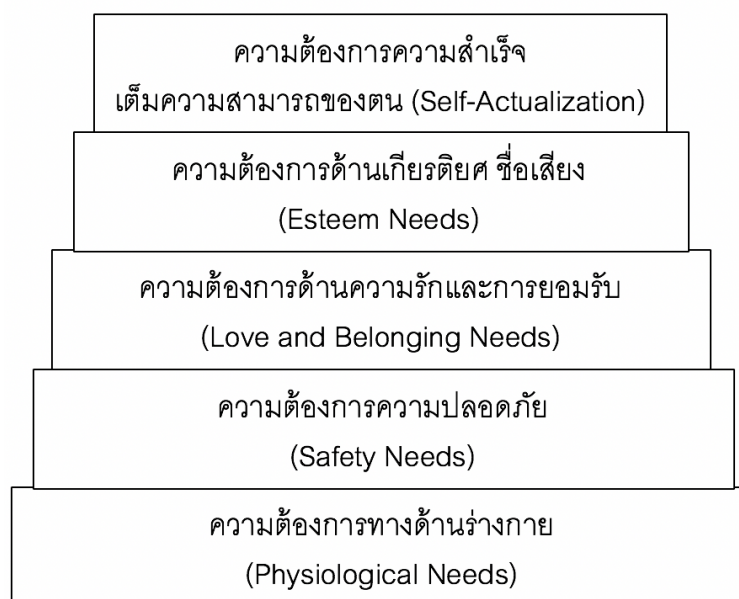 ความต้องการความสำเร็จ
เต็มความสามารถของตน (Self-Actualization)
ความต้องการด้านเกียรติยศ ชื่อเสียง
(Esteem Needs)
ความต้องการด้านความรักและการยอมรับ
(Love and Belonging Needs)
ความต้องการความปลอดภัย
(Safety Needs)
ความต้องการทางด้านร่างกาย
(Physiological Needs)